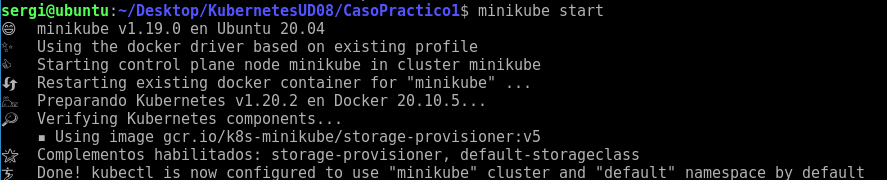 sergi@ubuntu:~/Desktop/KubernetesUD08/CasoPractico1$ minikube start
😄 minikube v1.19.0 en Ubuntu 20.04
✨ Using the docker driver based on existing profile
👍 Starting control plane node minikube in cluster minikube
🔄 Restarting existing docker container for "minikube" ...
🐳 Preparando Kubernetes v1.20.2 en Docker 20.10.5...
🔎 Verifying Kubernetes components...
▪ Using image gcr.io/k8s-minikube/storage-provisioner:v5
🌟 Complementos habilitados: storage-provisioner, default-storageclass
🏄 Done! kubectl is now configured to use "minikube" cluster and "default" namespace by default